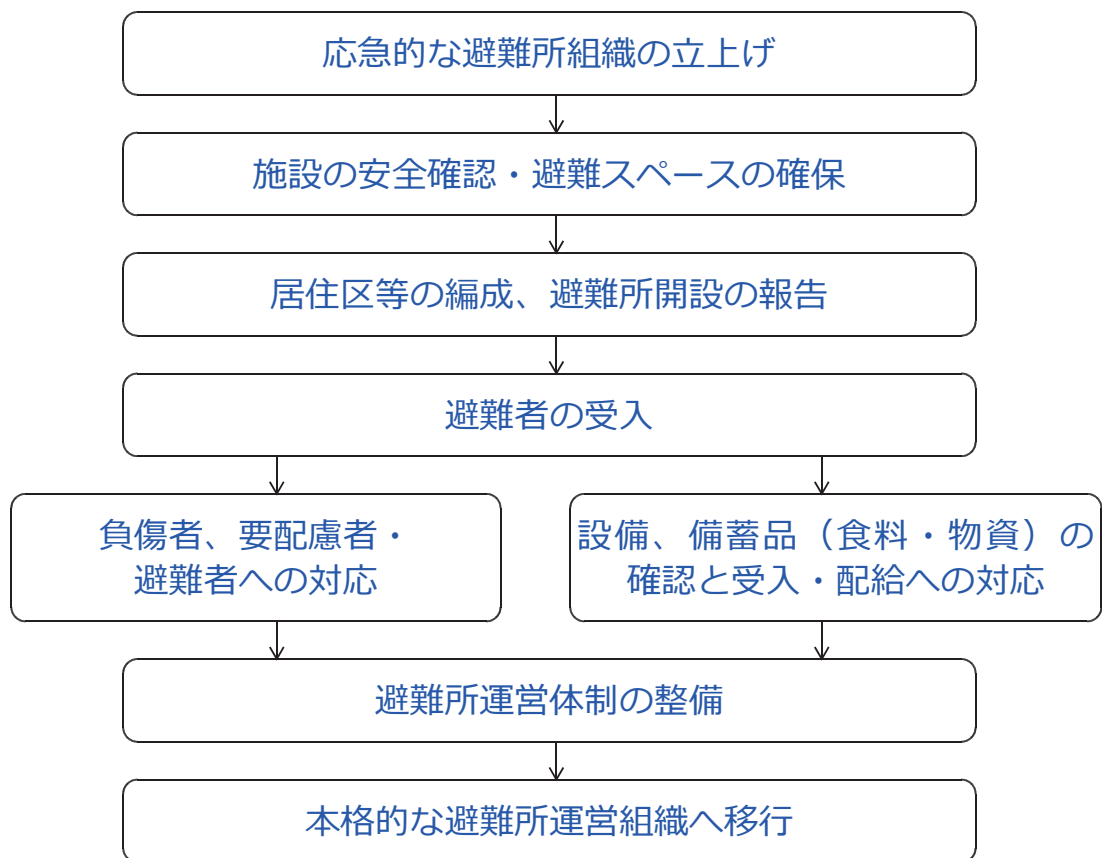 応急的な避難所組織の立上げ
施設の安全確認・避難スペースの確保
居住区等の編成、避難所開設の報告
避難者の受入
負傷者、要配慮者・
避難者への対応
設備、備蓄品（食料・物資）の
確認と受入・配給への対応
避難所運営体制の整備
本格的な避難所運営組織へ移行